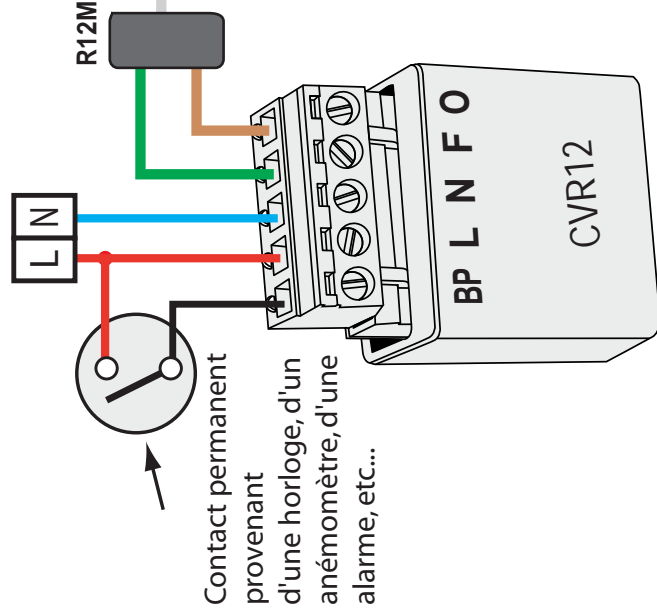 R12M
L N
Contact permanent
provenant
d'une horloge, d'un
anémomètre, d'une
alarme, etc...
BP L N F O
CVR12